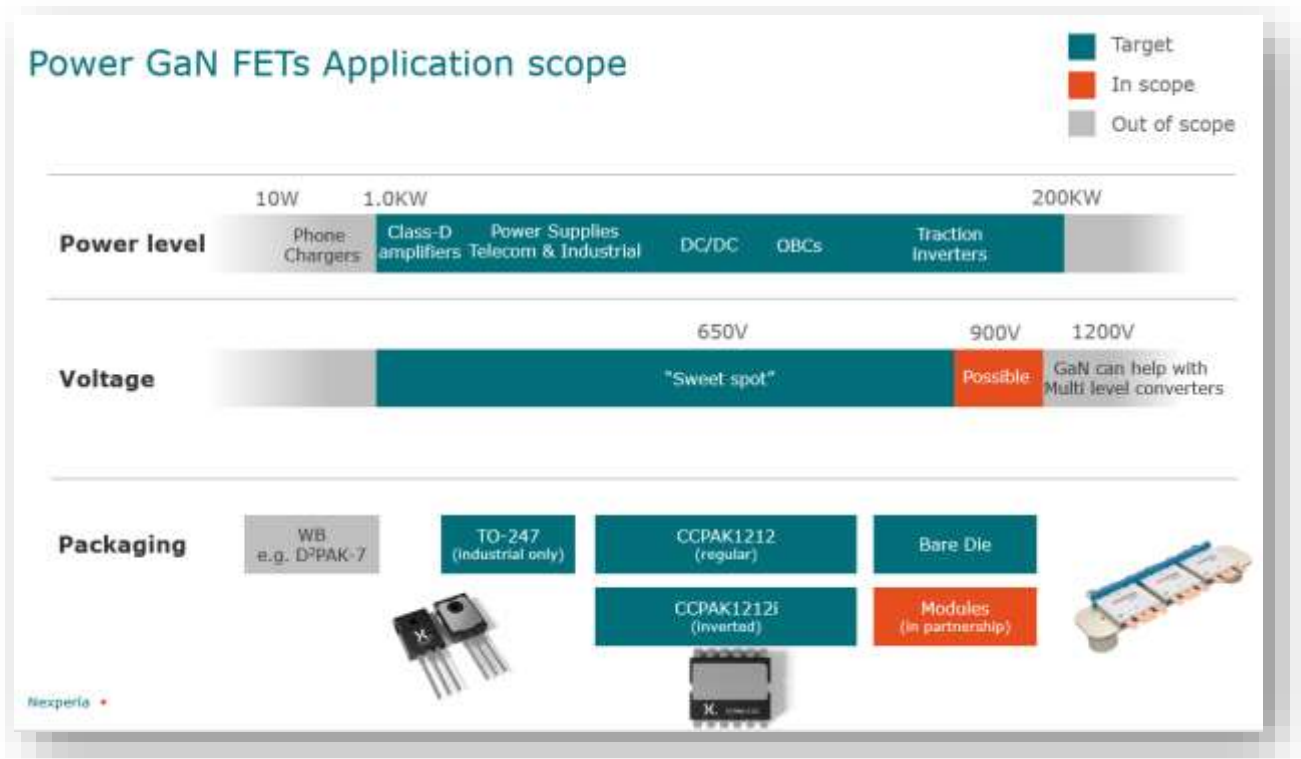 Power GaN FETs Application scope
Target
In scope
Out of scope
10W
1.0KW
200KW
Power level
Phone
Chargers
Class-D
amplifiers
Power Supplies
Telecom & Industrial
DC/DC
OBCs
Traction
Inverters
650V
900V
1200V
Voltage
"Sweet spot"
Possible
GaN can help with
Multi level converters
Packaging
WB
e.g. D²PAK-7
TO-247
(industrial only)
CCPAK1212
(regular)
Bare Die
CCPAK1212i
(inverted)
Modules
(in partnership)
Nexperia